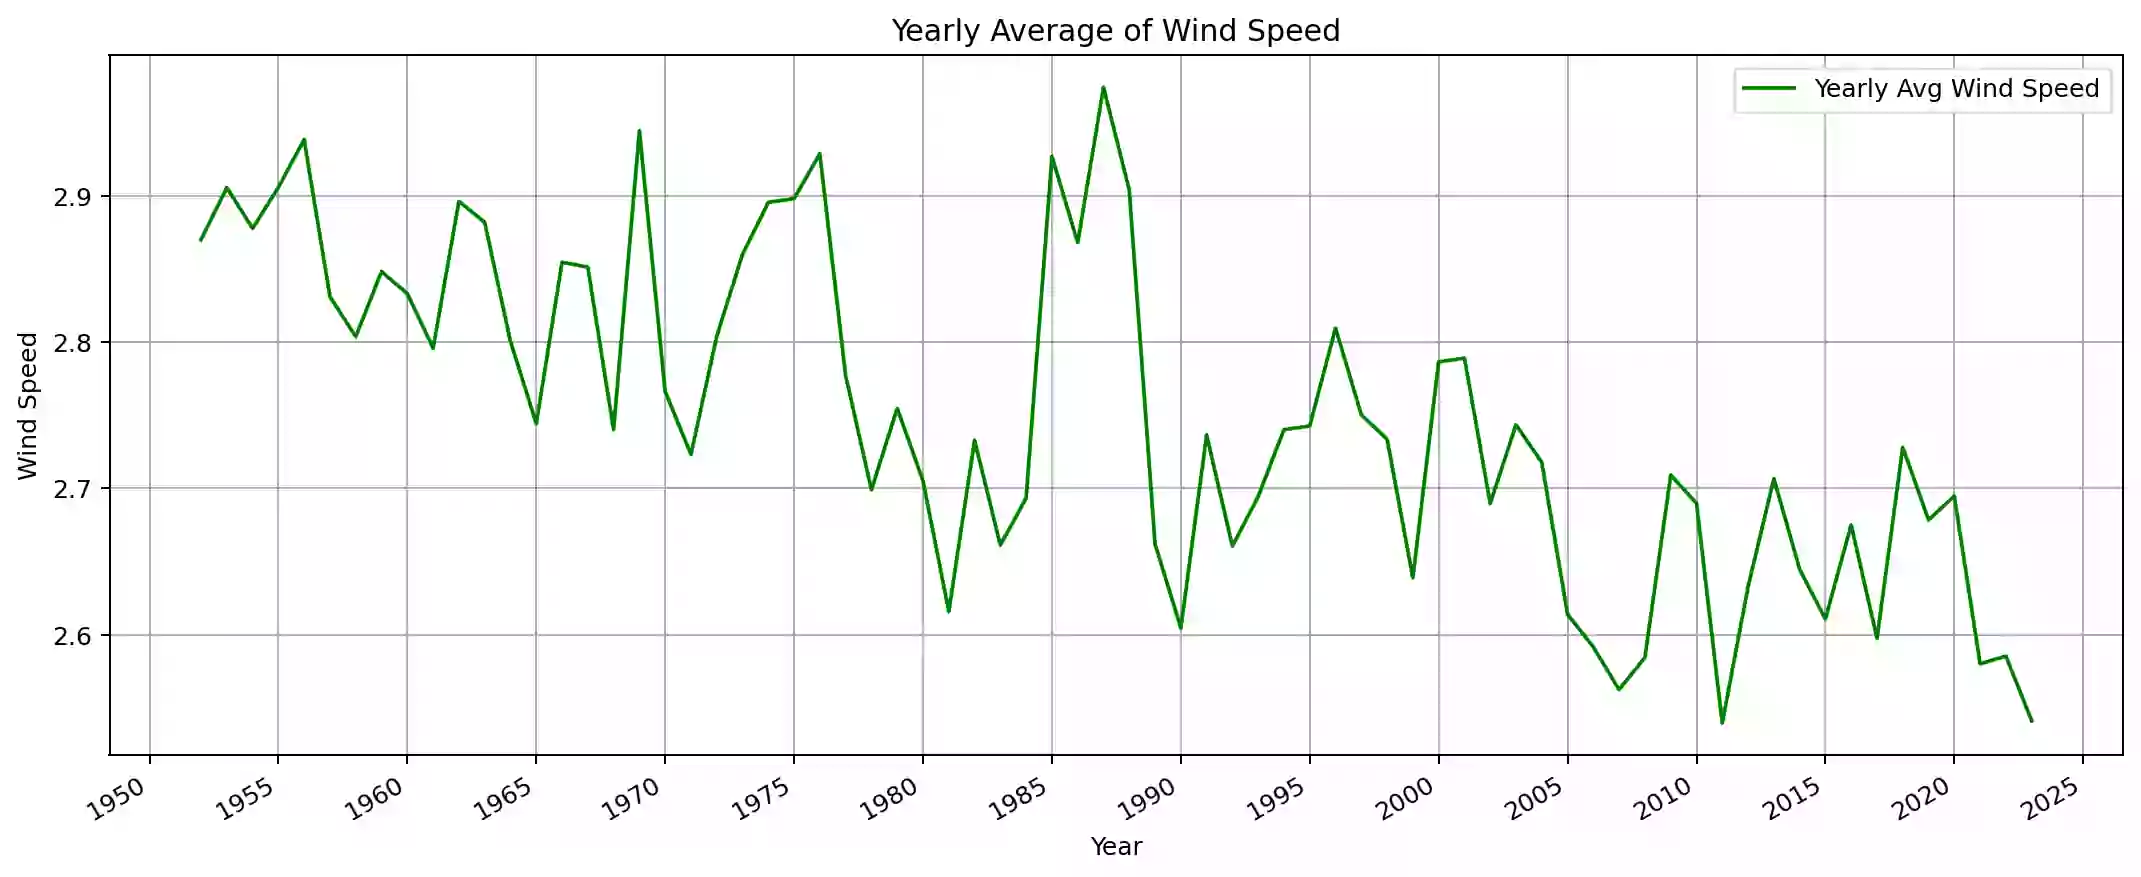 Yearly Average of Wind Speed
Yearly Avg Wind Speed
Wind Speed
2.9
2.8
2.7
2.6
1950 1955 1960 1965 1970 1975 1980 1985 1990 1995 2000 2005 2010 2015 2020 2025
Year